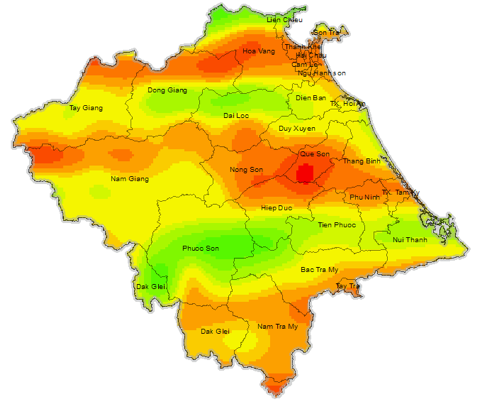 Lien Chieu
Son Tra
Thanh Khe
Hoa Vang
Hai Chau
Cam Le
Ngu Hanh son
Dong Giang
Dien Ban
Tay Giang
TX. Hoi An
Dai Loc
Duy Xuyen
Que Son
Thang Binh
Nong Son
Nam Giang
Phu Ninh
TX. Tam Ky
Hiep Duc
Tien Phuoc
Nui Thanh
Phuoc Son
Bac Tra My
Dak Glei
Tay Tra
Dak Glei
Nam Tra My